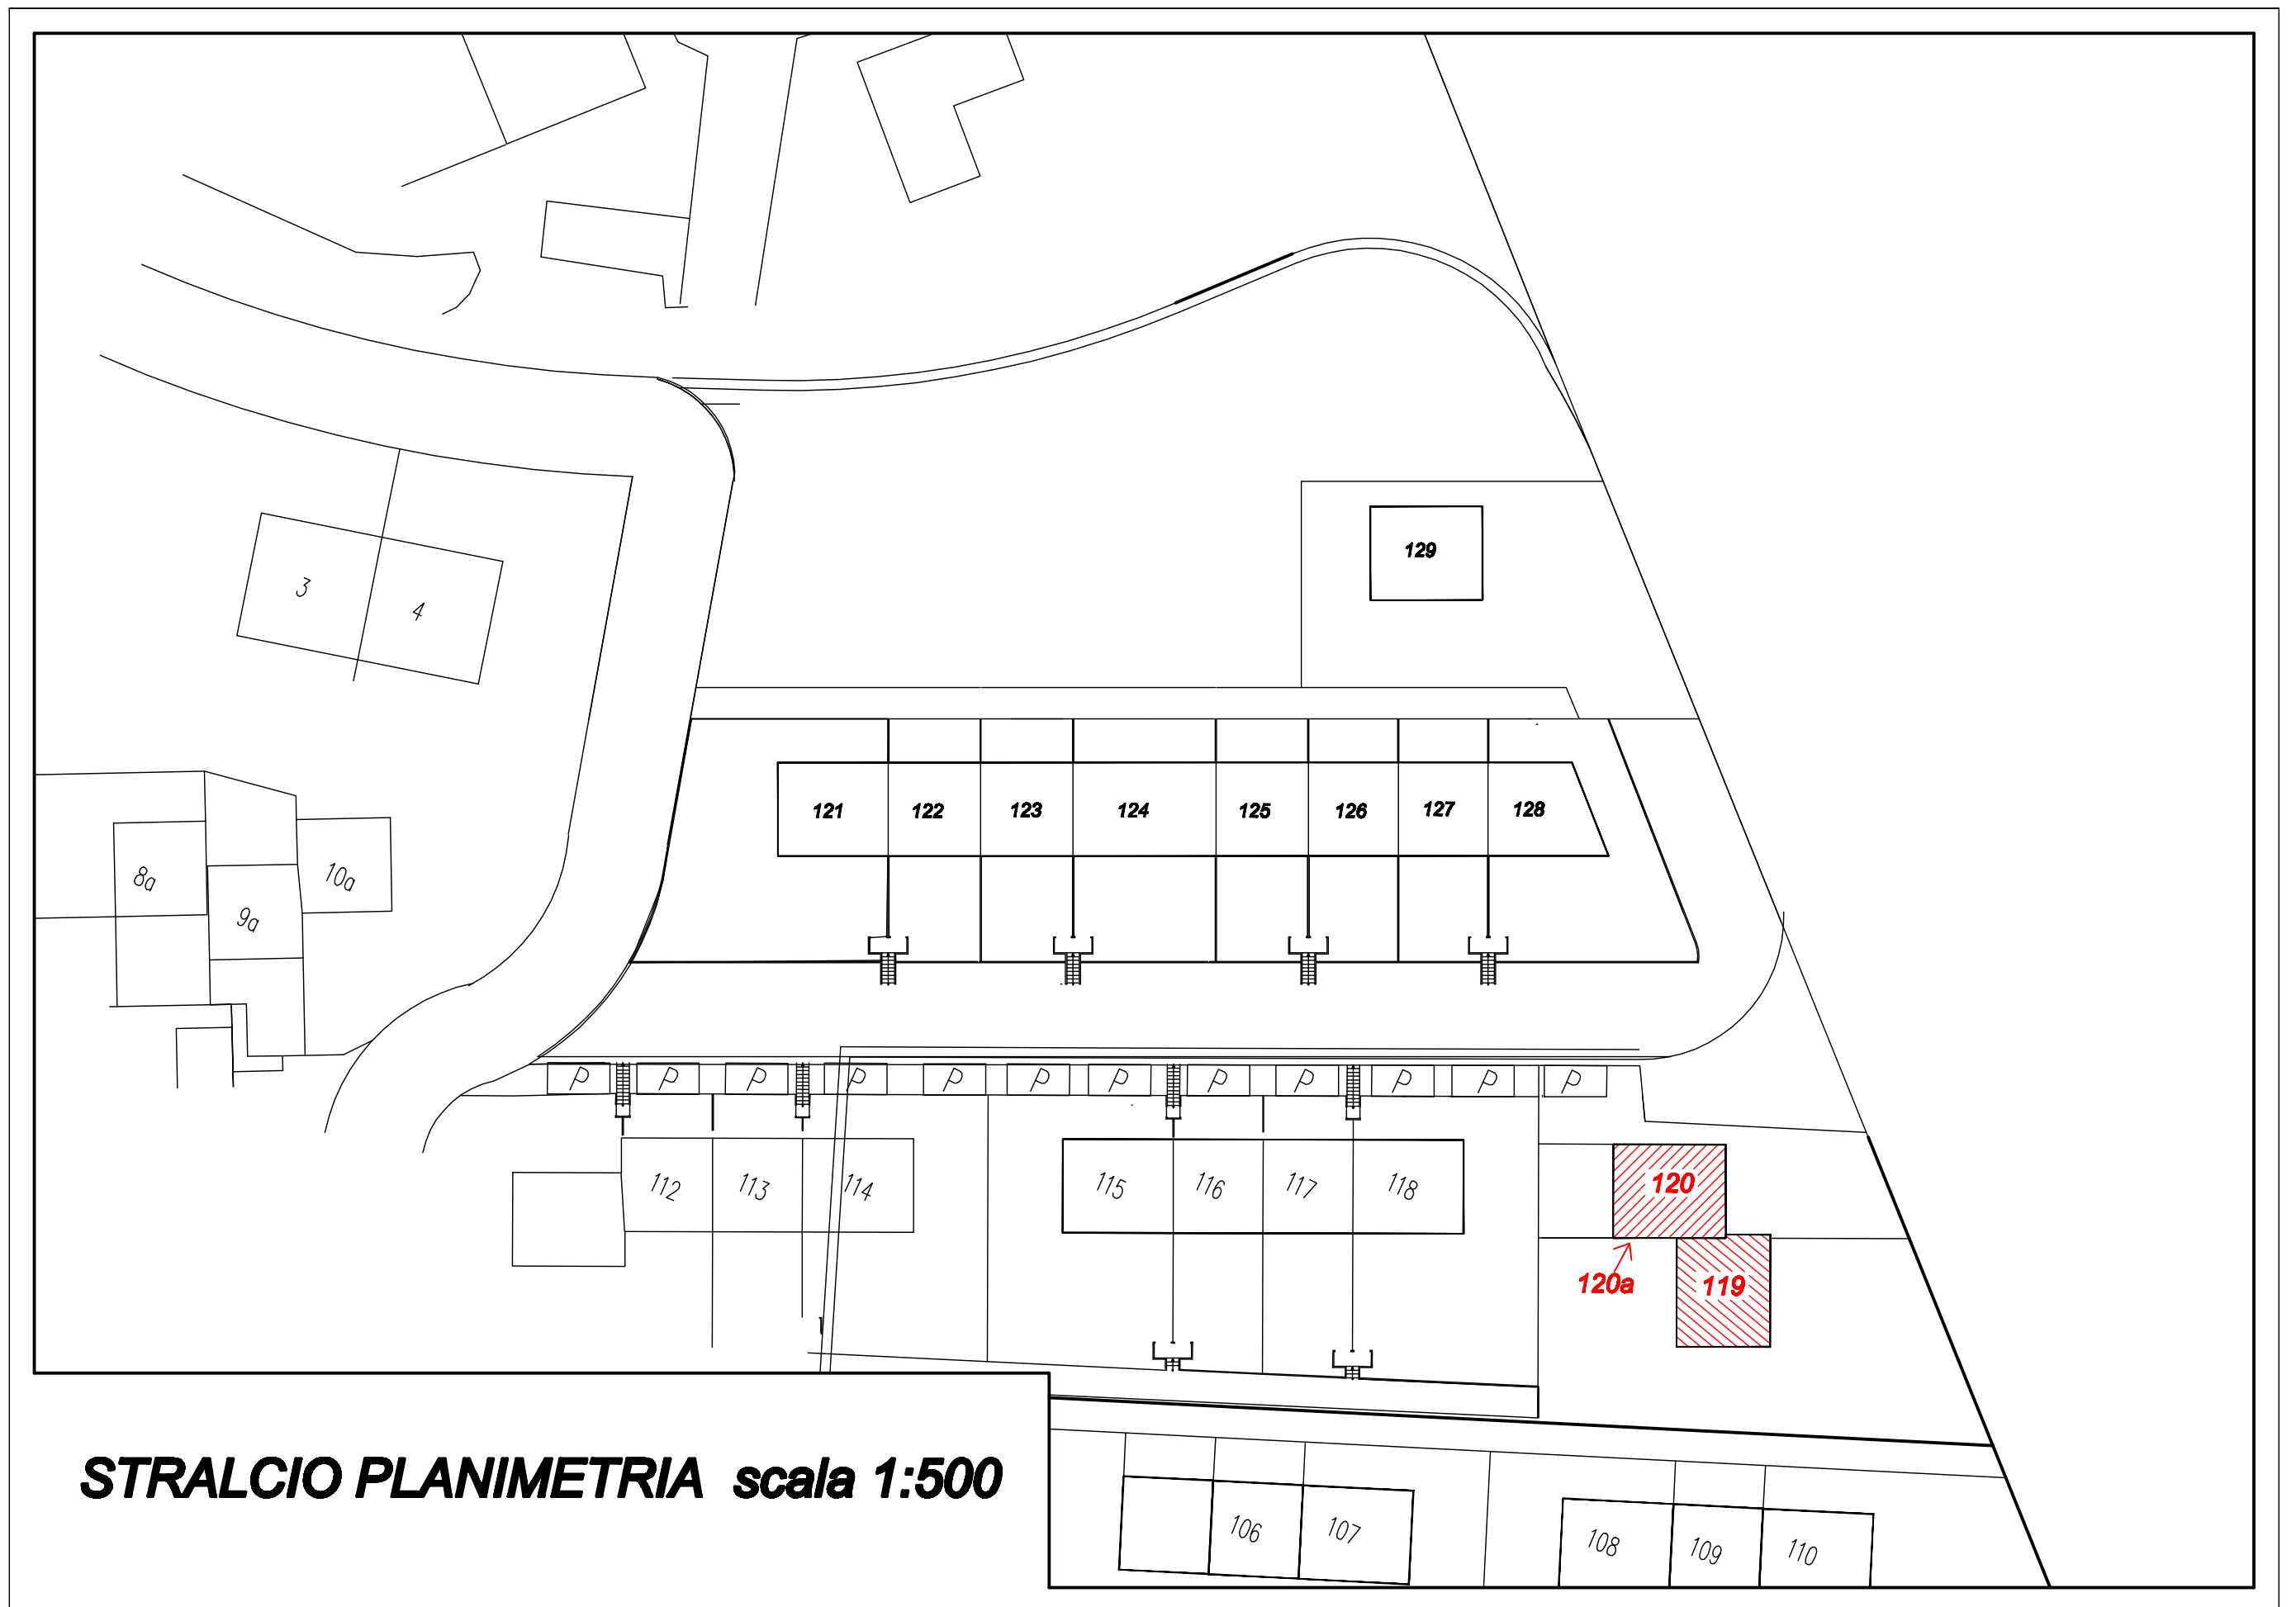 3
4
129
121 122 123 124 125 126 127 128
8a
9a
10a
P P P P P P P P P P P P
112 113 114 115 116 117 118
120
120a
119
STRALCIO PLANIMETRIA scala 1:500
106 107 108 109 110